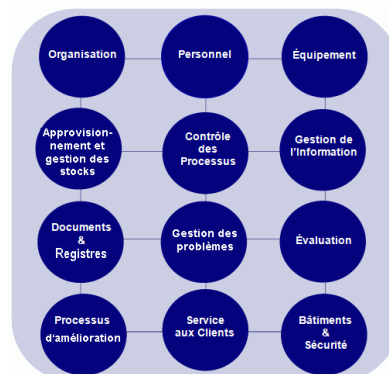 Organisation
Personnel
Équipement
Approvision-
nement et
gestion des
stocks
Contrôle
des
Processus
Gestion de
l'Information
Documents
&
Registres
Gestion des
problèmes
Évaluation
Processus
d'amélioration
Service
aux Clients
Bâtiments
&
Sécurité